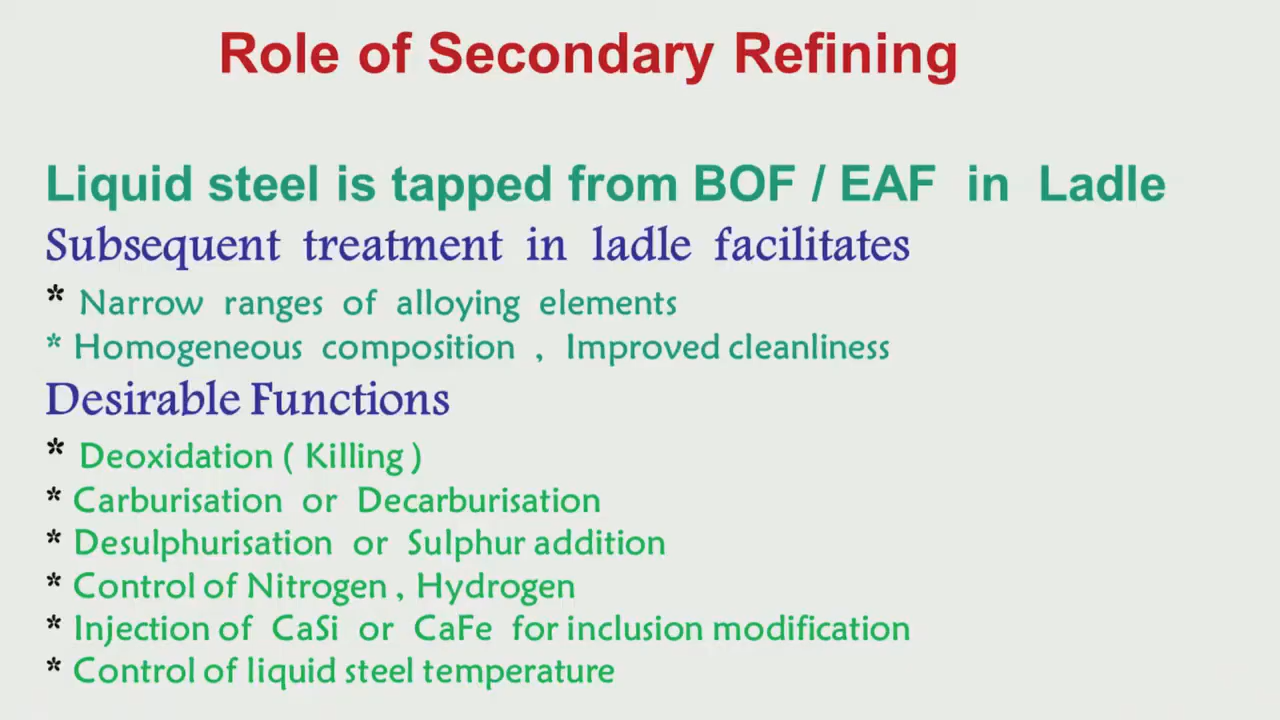 Role of Secondary Refining
Liquid steel is tapped from BOF / EAF in Ladle
Subsequent treatment in ladle facilitates
* Narrow ranges of alloying elements
* Homogeneous composition , Improved cleanliness
Desirable Functions
* Deoxidation ( Killing )
* Carburisation or Decarburisation
* Desulphurisation or Sulphur addition
* Control of Nitrogen , Hydrogen
* Injection of CaSi or CaFe for inclusion modification
* Control of liquid steel temperature